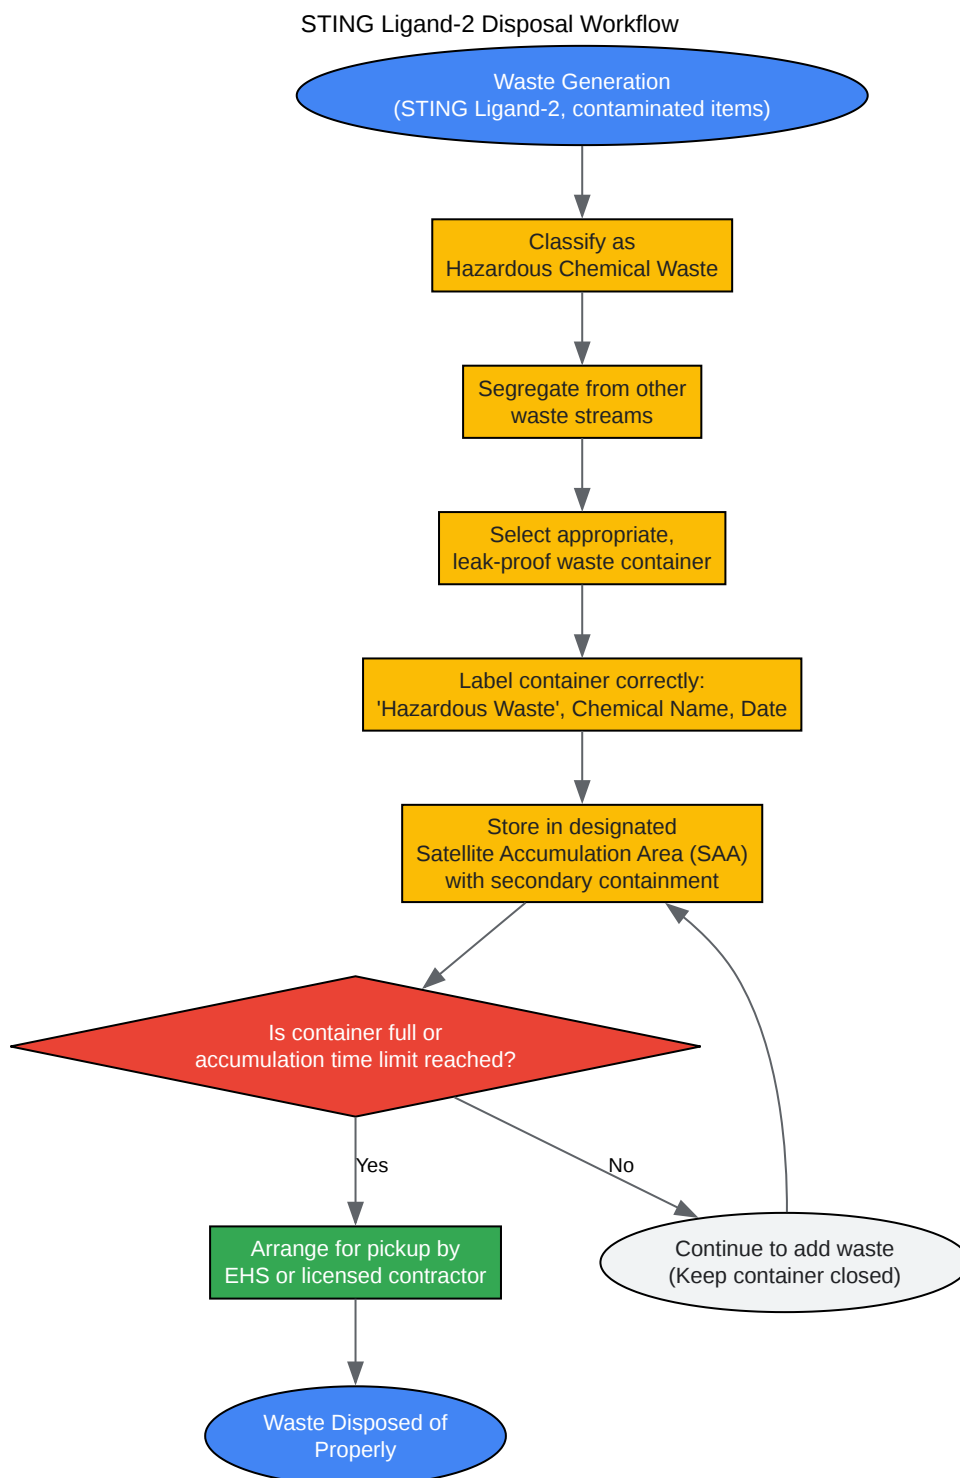 STING Ligand-2 Disposal Workflow
Waste Generation
(STING Ligand-2, contaminated items)
Classify as
Hazardous Chemical Waste
Segregate from other
waste streams
Select appropriate,
leak-proof waste container
Label container correctly:
'Hazardous Waste', Chemical Name, Date
Store in designated
Satellite Accumulation Area (SAA)
with secondary containment
Is container full or
accumulation time limit reached?
Yes
No
Arrange for pickup by
EHS or licensed contractor
Continue to add waste
(Keep container closed)
Waste Disposed of
Properly